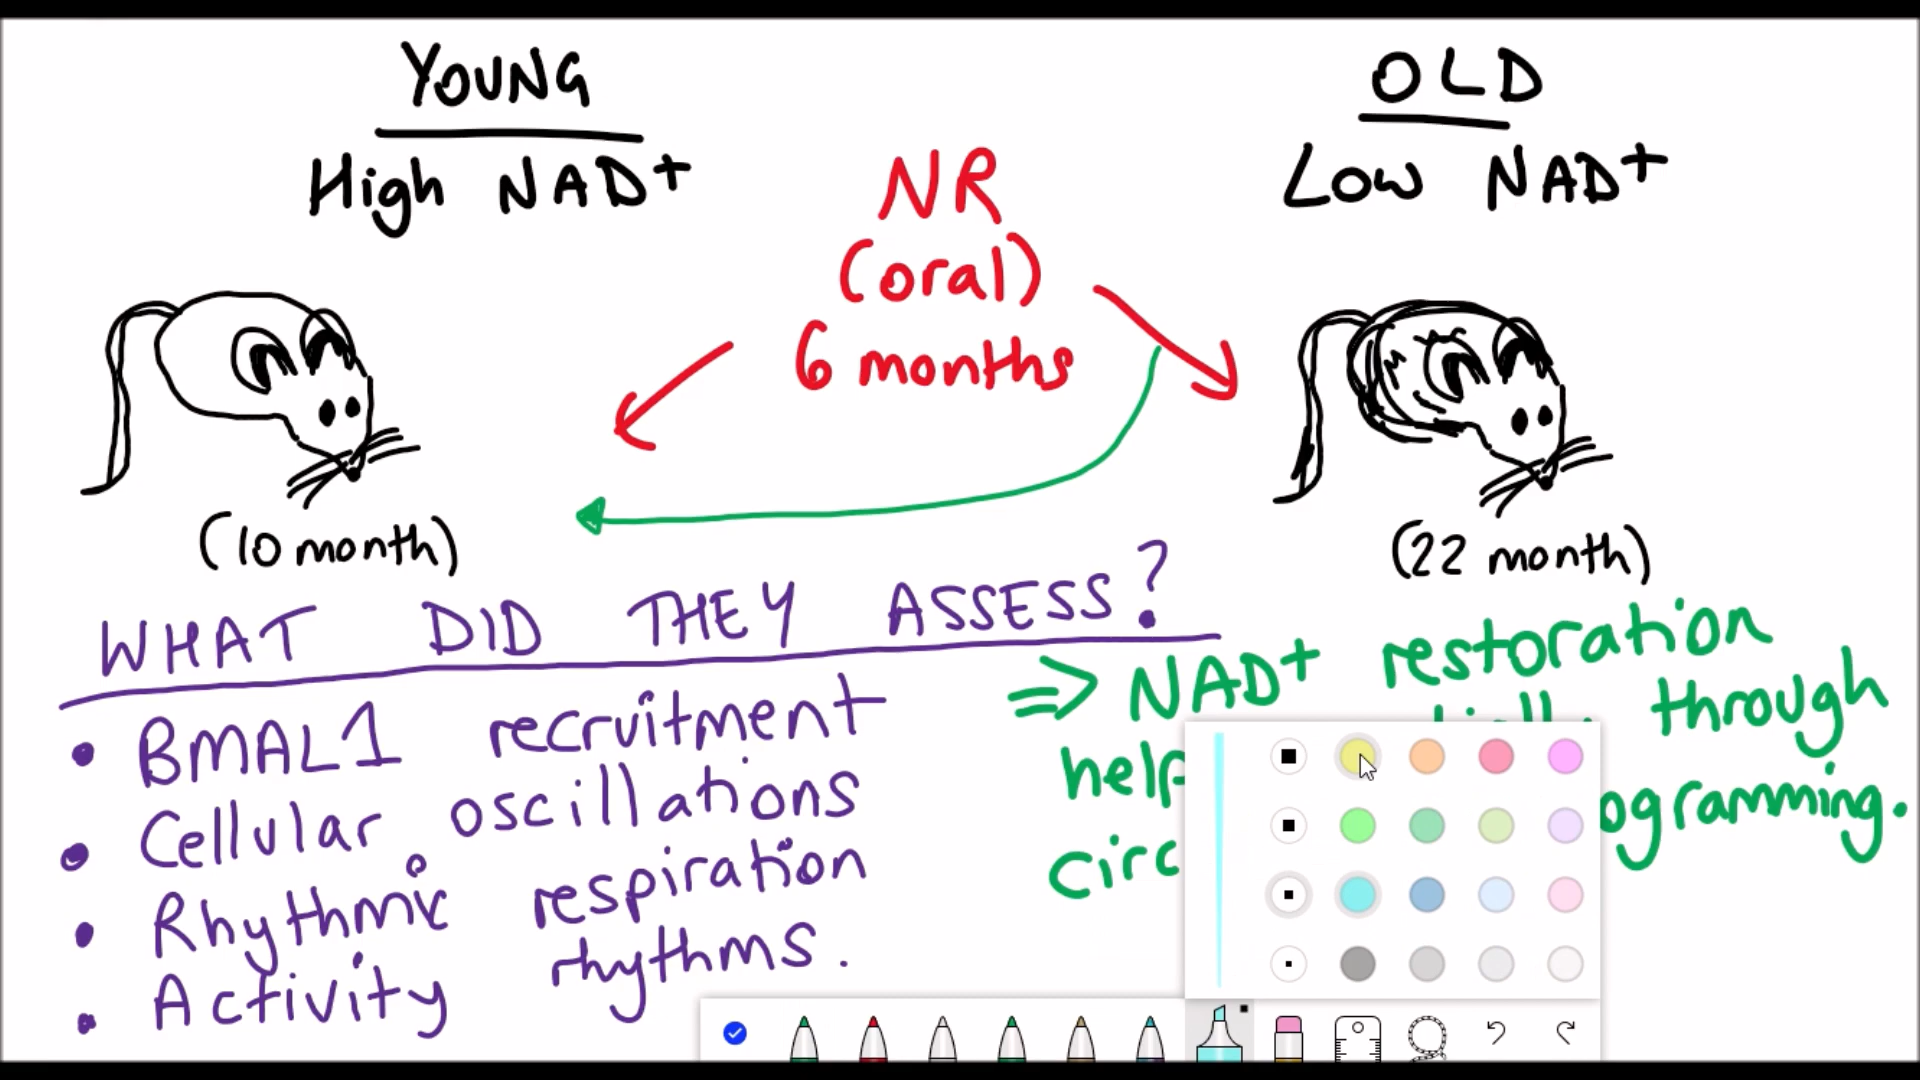 YOUNG
High NAD+
OLD
Low NAD+
NR
(oral)
6 months
(10 month)
(22 month)
WHAT DID THEY ASSESS?
• BMAL1 recruitment
• Cellular oscillations
• Rhythmic respiration
• Activity rhythms.
=> NAD+ restoration
through